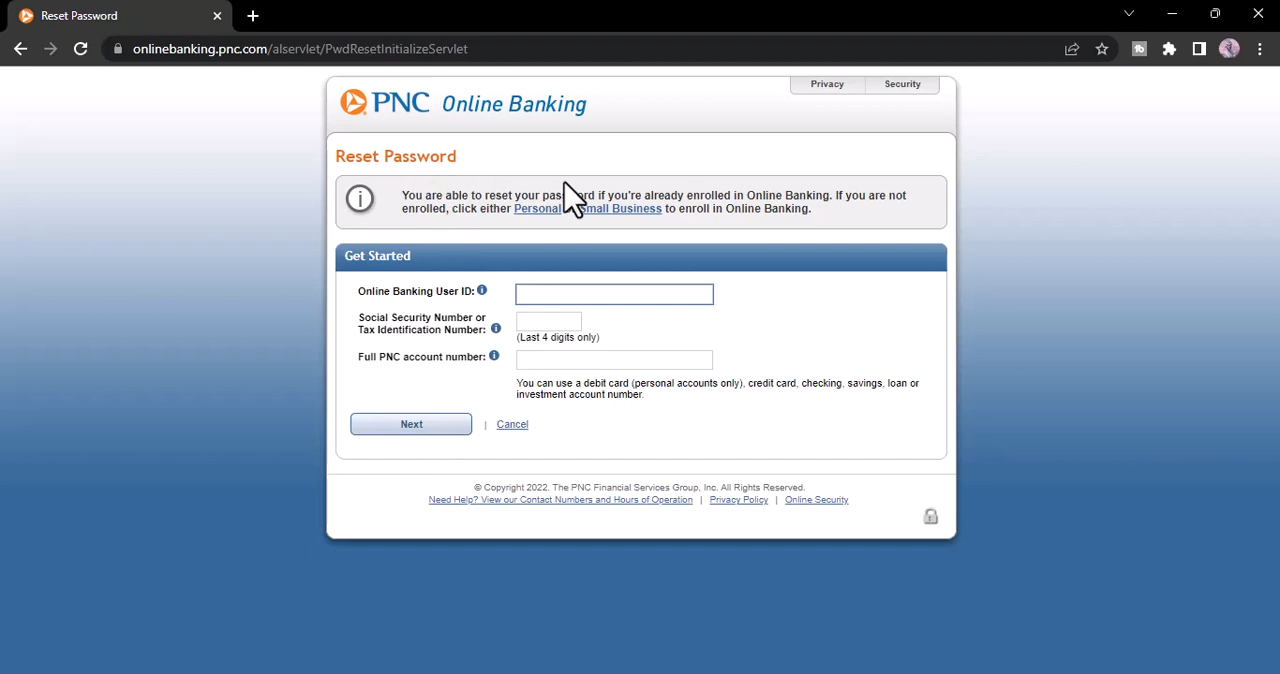 Reset Password
onlinebanking.pnc.com/alservlet/PwdResetInitializeServlet
Privacy Security
PNC Online Banking
Reset Password
You are able to reset your if you're already enrolled in Online Banking. If you are not
enrolled, click either Personal Small Business to enroll in Online Banking.
Get Started
Online Banking User ID:
Social Security Number or
Tax Identification Number:
(Last 4 digits only)
Full PNC account number:
You can use a debit card (personal accounts only), credit card, checking, savings, loan or
investment account number.
Next | Cancel
© Copyright 2022. The PNC Financial Services Group, Inc. All Rights Reserved.
Need Help? View our Contact Numbers and Hours of Operation | Privacy Policy | Online Security